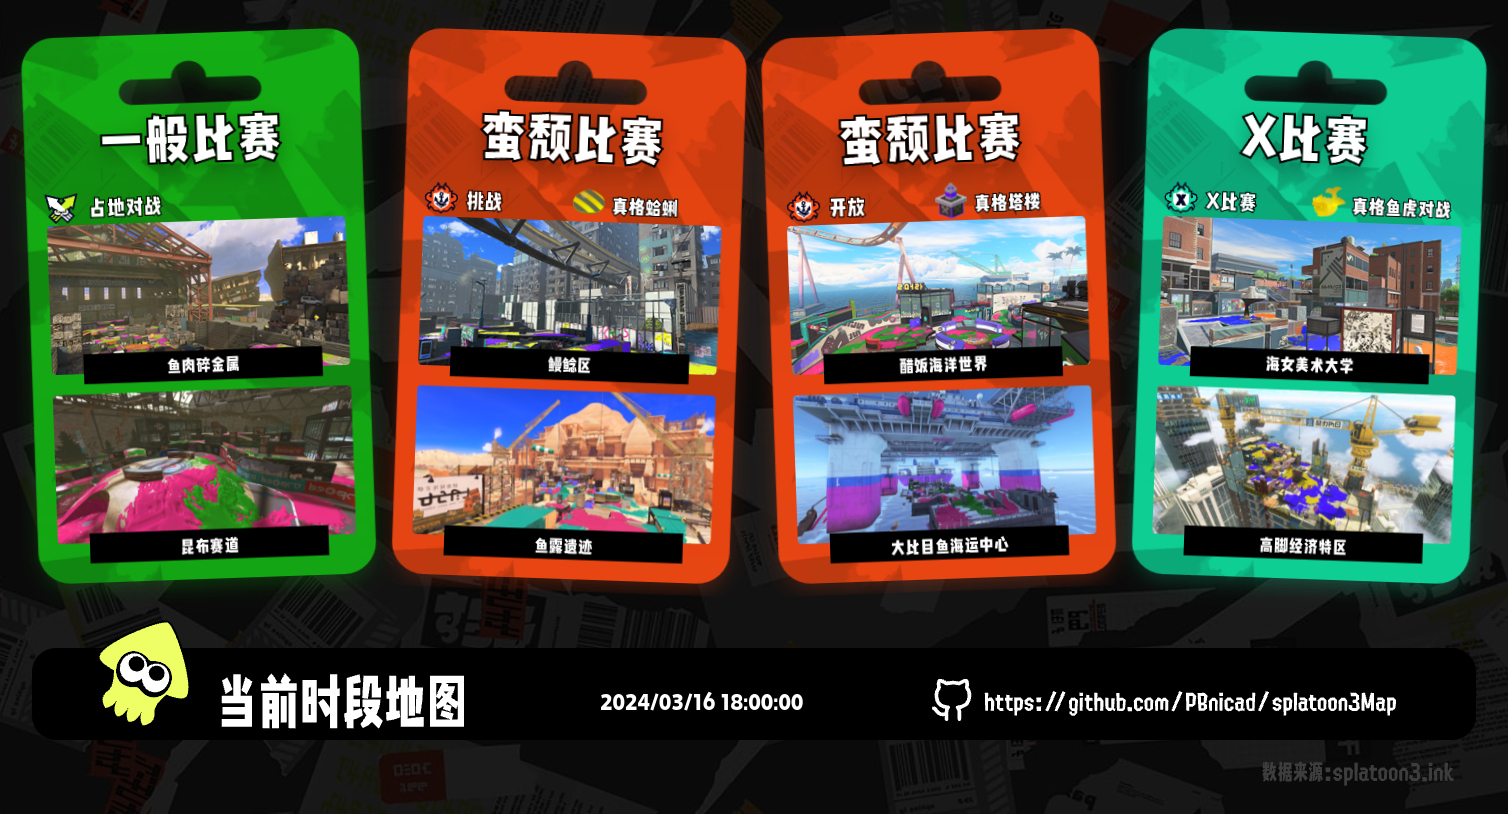 一般比赛
占地对战
鱼肉碎金属
昆布赛道
蛮颓比赛
挑战
真格蛤蜊
鳗鲶区
鱼露遗迹
蛮颓比赛
开放
真格塔楼
醋饭海洋世界
大比目鱼海运中心
X比赛
X比赛
真格鱼虎对战
海女美术大学
高脚经济特区
当前时段地图
2024/03/16 18:00:00
https://github.com/PBnicad/splatoon3Map
数据来源:splatoon3.ink